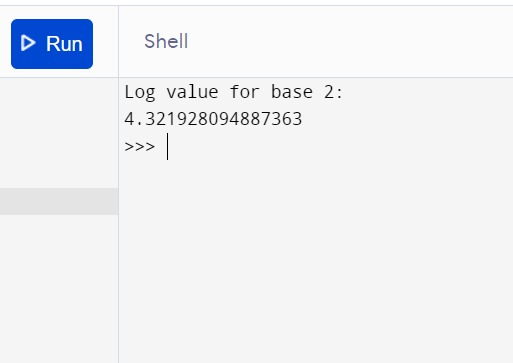 Run
Shell
Log value for base 2:
4.321928094887363
>>>